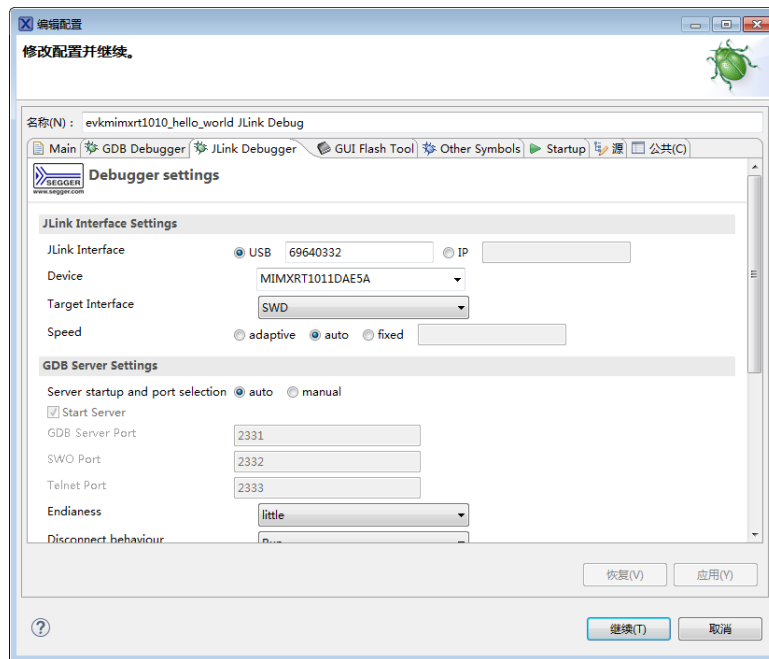 编辑配置
修改配置并继续。
名称(N)： evkmimxrt1010_hello_world JLink Debug
Main GDB Debugger JLink Debugger GUI Flash Tool Other Symbols Startup 源 公共(C)
SEGGER Debugger settings
www.segger.com
JLink Interface Settings
JLink Interface USB 69640332 IP
Device MIMXRT1011DAE5A
Target Interface SWD
Speed adaptive auto fixed
GDB Server Settings
Server startup and port selection auto manual
Start Server
GDB Server Port 2331
SWO Port 2332
Telnet Port 2333
Endianess little
Disconnect behaviour
恢复(V) 应用(Y)
继续(T) 取消